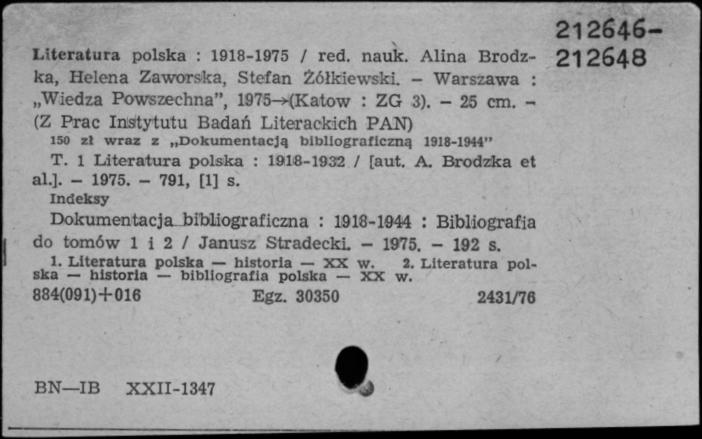 212646-
212648
Literatura polska : 1918-1975 / red. nauk. Alina Brodz-
ka, Helena Zaworska, Stefan Żółkiewski. — Warszawa :
„Wiedza Powszechna”, 1975→(Katow : ZG 3). — 25 cm. —
(Z Prac Instytutu Badań Literackich PAN)
150 zł wraz z „Dokumentacją bibliograficzną 1918-1944”
T. 1 Literatura polska : 1918-1932 / [aut. A. Brodzka et
al.]. — 1975. — 791, [1] s.
Indeksy
Dokumentacja bibliograficzna : 1918-1944 : Bibliografia
do tomów 1 i 2 / Janusz Stradecki. — 1975. — 192 s.
1. Literatura polska — historia — XX w. 2. Literatura pol-
ska — historia — bibliografia polska — XX w.
884(091)+016 Egz. 30350 2431/76
BN—IB XXII-1347